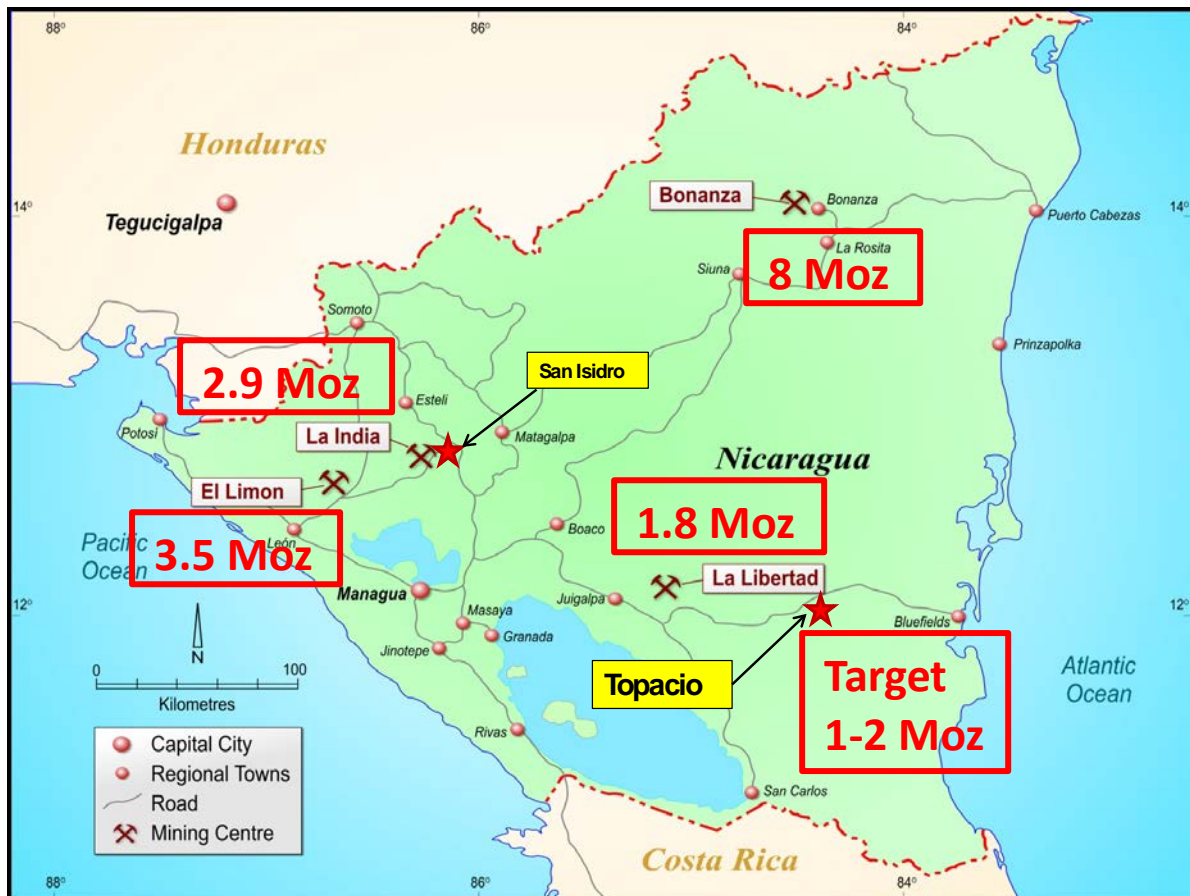 88°
86°
84°
Honduras
Tegucigalpa
14°
14°
Bonanza
Bonanza
Puerto Cabezas
La Rosita
Siuna
8 Moz
Somoto
Prinzapolka
San Isidro
2.9 Moz
Esteli
Potosí
La India
Matagalpa
Nicaragua
El Limon
1.8 Moz
León
Boaco
3.5 Moz
Pacific
Ocean
La Libertad
Managua
Juigalpa
12°
12°
Masaya
Bluefields
Granada
Jinotepe
N
0
100
Kilometres
Topacio
Target
1-2 Moz
Atlantic
Ocean
Rivas
Capital City
Regional Towns
Road
Mining Centre
San Carlos
Costa Rica
88°
86°
84°